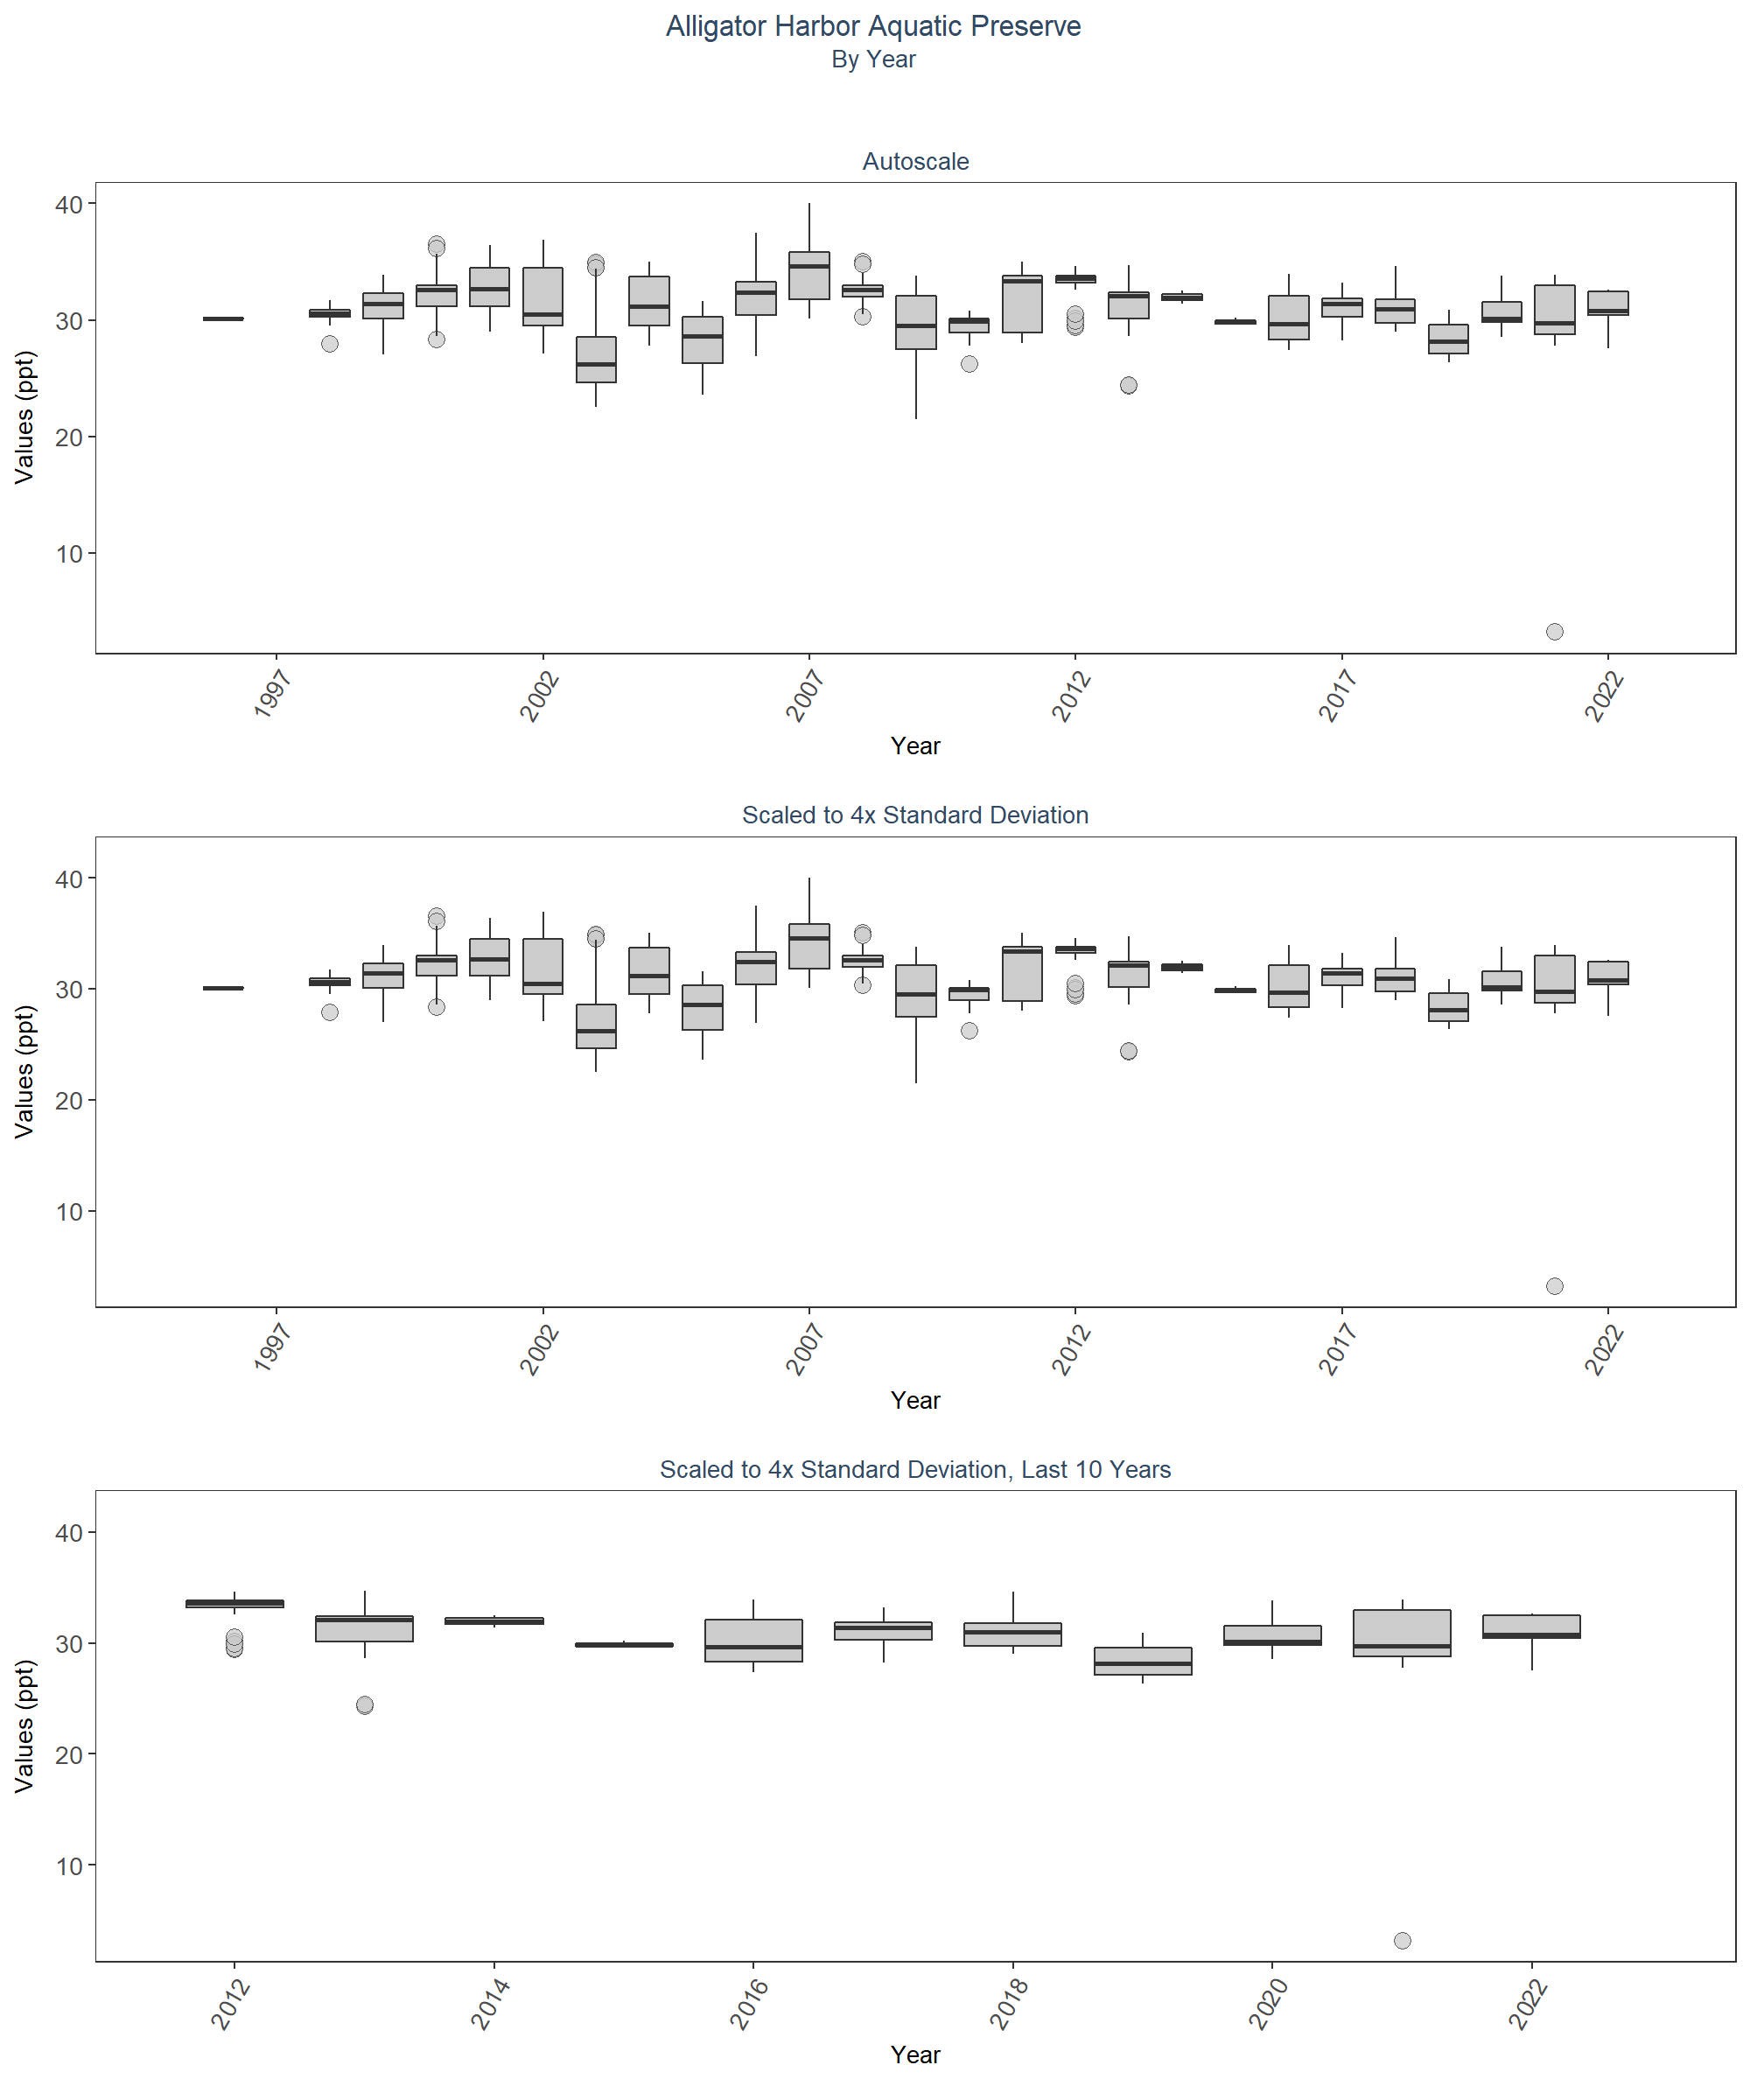 Alligator Harbor Aquatic Preserve
By Year
Autoscale
Values (ppt)
40
30
20
10
1997 2002 2007 2012 2017 2022
Year
Scaled to 4x Standard Deviation
Values (ppt)
40
30
20
10
1997 2002 2007 2012 2017 2022
Year
Scaled to 4x Standard Deviation, Last 10 Years
Values (ppt)
40
30
20
10
2012 2014 2016 2018 2020 2022
Year